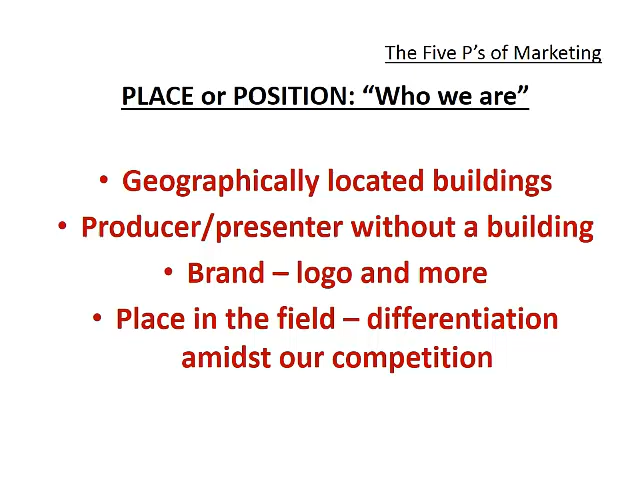 The Five P's of Marketing
PLACE or POSITION: “Who we are”
• Geographically located buildings
• Producer/presenter without a building
• Brand – logo and more
• Place in the field – differentiation
amidst our competition